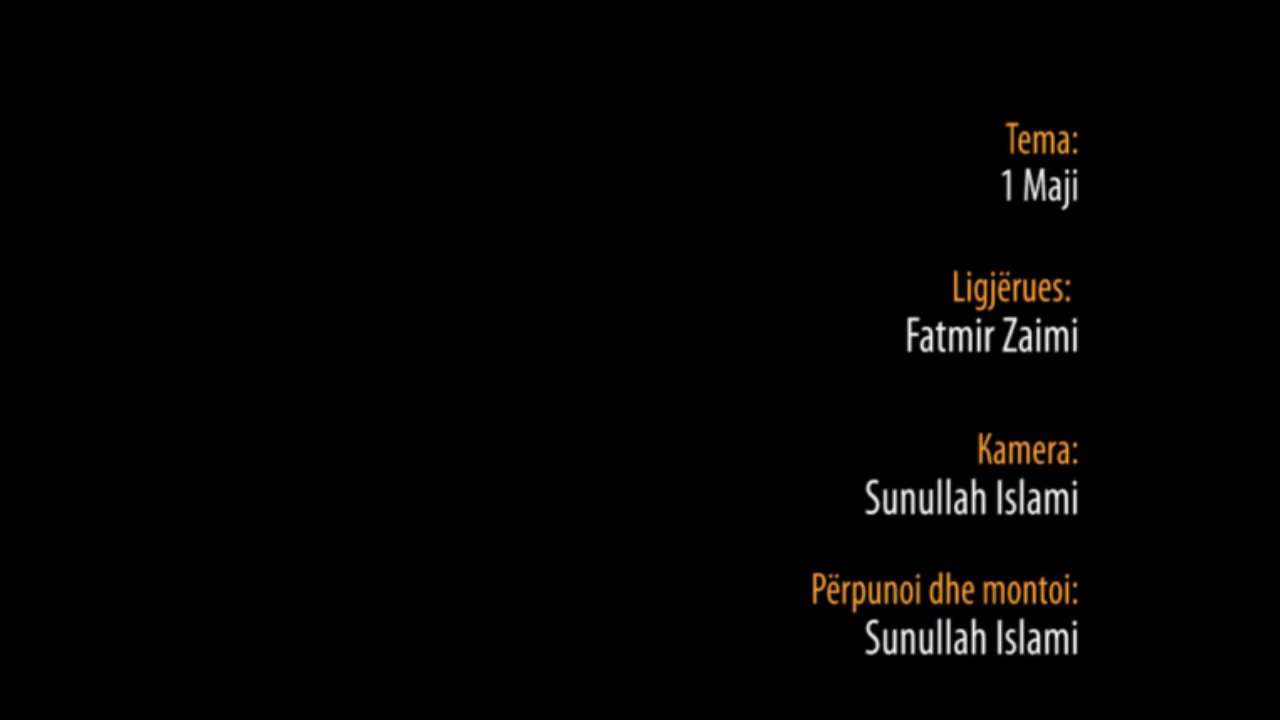 Tema:
1 Maji
Ligjërues:
Fatmir Zaimi
Kamera:
Sunullah Islami
Përpunoi dhe montoi:
Sunullah Islami